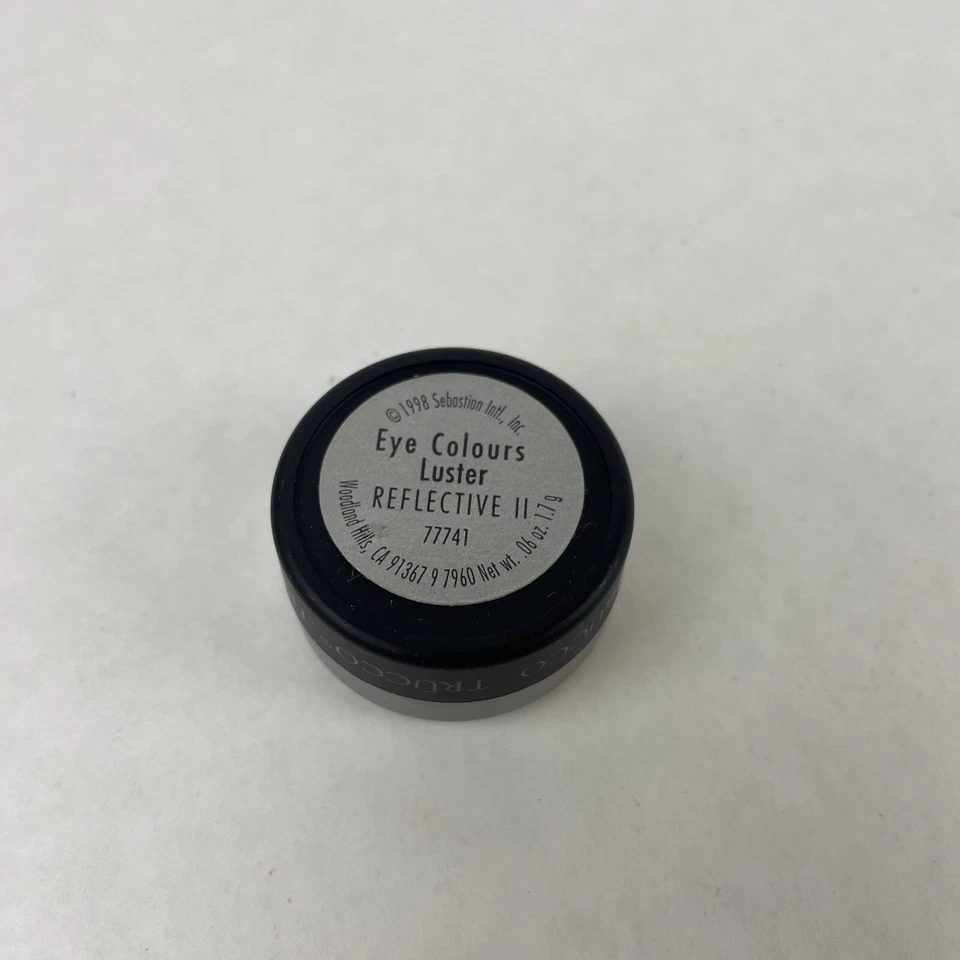 © 1998 Sebastian Intl., Inc.
Eye Colours
Luster
REFLECTIVE II
77741
Woodland Hills, CA 91367 9 7960 Net wt. .06 oz. 1.7 g
TRUCCO